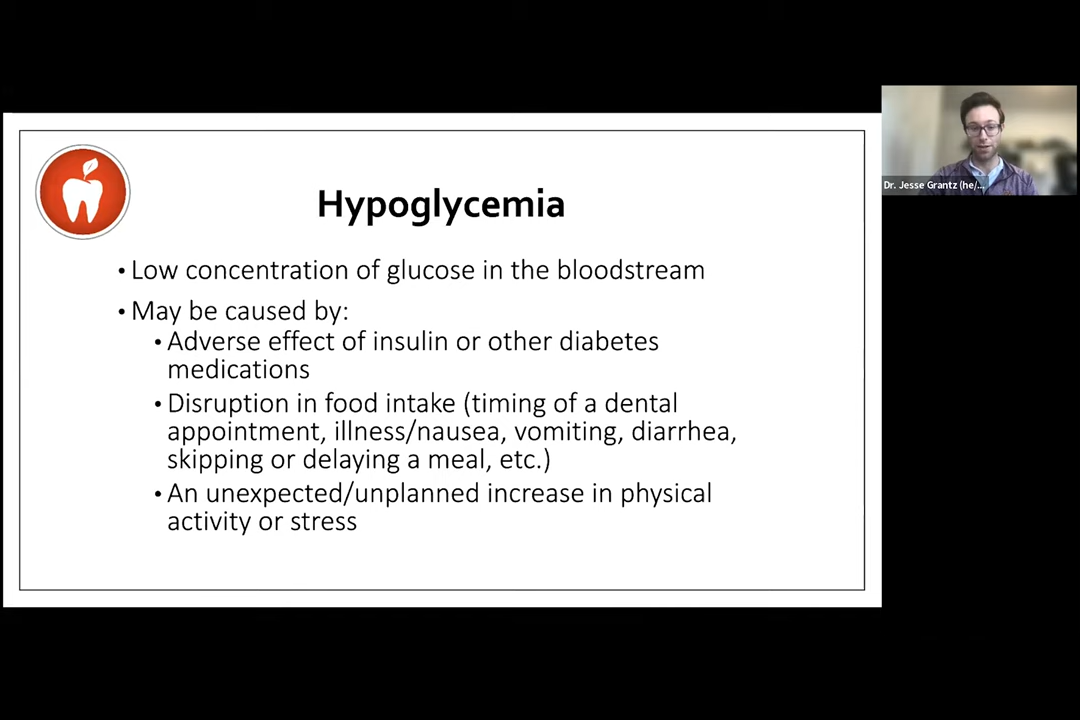 Hypoglycemia
• Low concentration of glucose in the bloodstream
• May be caused by:
• Adverse effect of insulin or other diabetes
medications
• Disruption in food intake (timing of a dental
appointment, illness/nausea, vomiting, diarrhea,
skipping or delaying a meal, etc.)
• An unexpected/unplanned increase in physical
activity or stress
Dr. Jesse Grantz (he/...